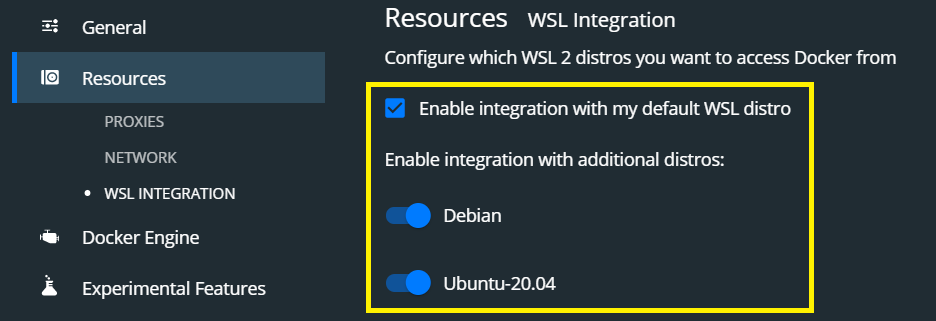 General
Resources
PROXIES
NETWORK
WSL INTEGRATION
Docker Engine
Experimental Features
Resources WSL Integration
Configure which WSL 2 distros you want to access Docker from
Enable integration with my default WSL distro
Enable integration with additional distros:
Debian
Ubuntu-20.04